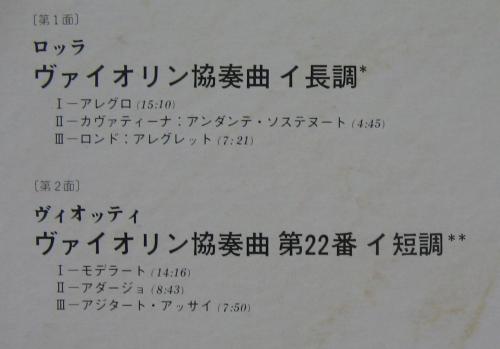 〔第1面〕
ロッラ
ヴァイオリン協奏曲 イ長調*
Ⅰ－アレグロ (15:10)
Ⅱ－カヴァティーナ：アンダンテ・ソステヌート (4:45)
Ⅲ－ロンド：アレグレット (7:21)
〔第2面〕
ヴィオッティ
ヴァイオリン協奏曲 第22番 イ短調**
Ⅰ－モデラート (14:16)
Ⅱ－アダージョ (8:43)
Ⅲ－アジタート・アッサイ (7:50)